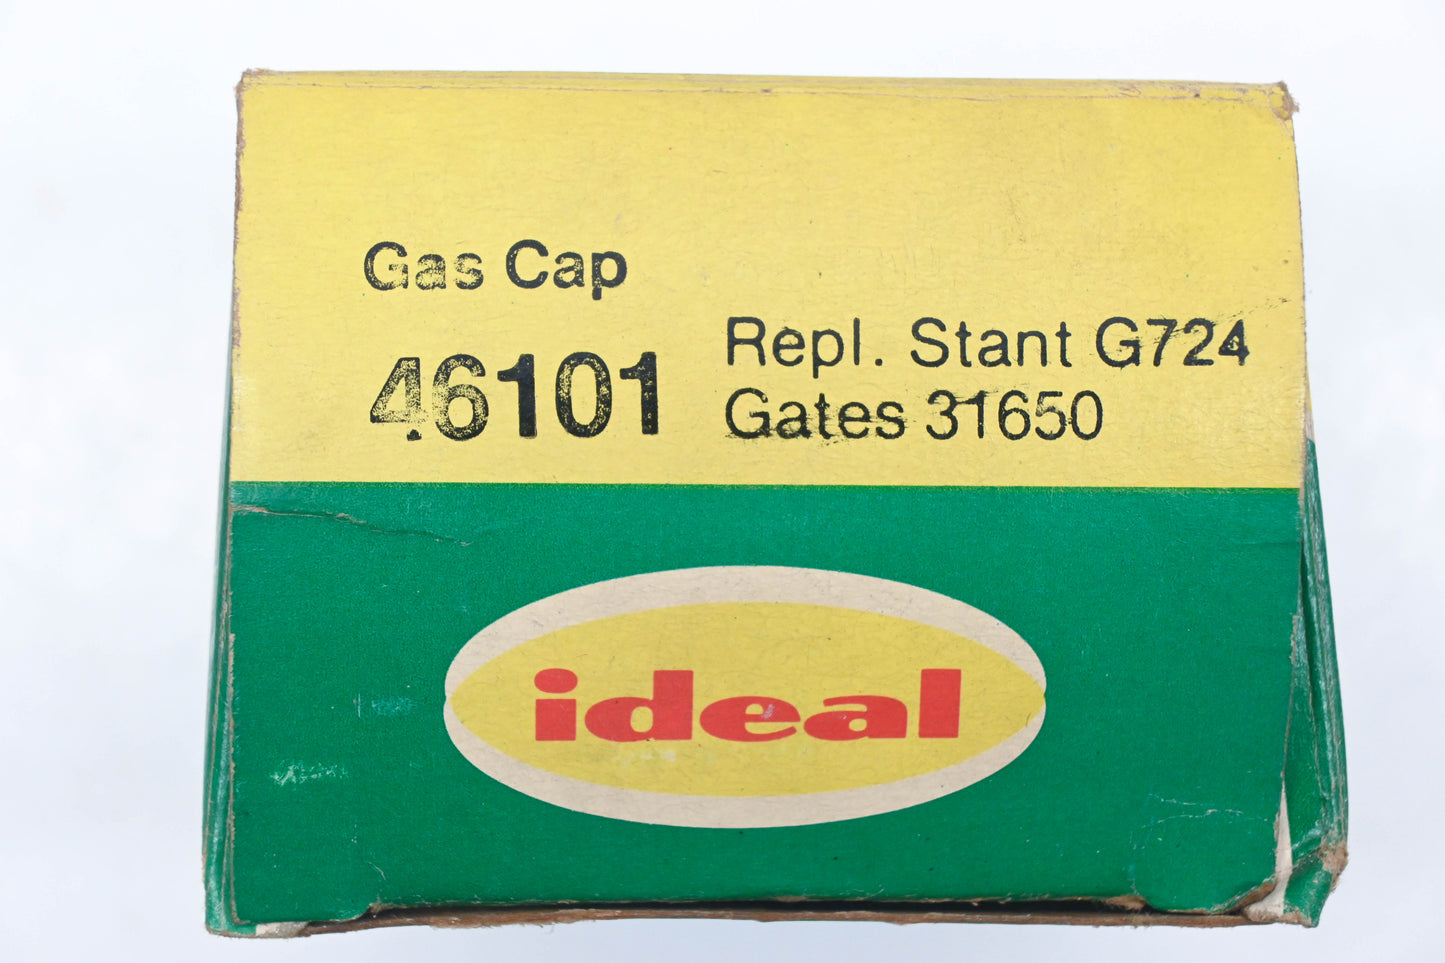 Gas Cap
46101
Repl. Stant G724
Gates 31650
ideal